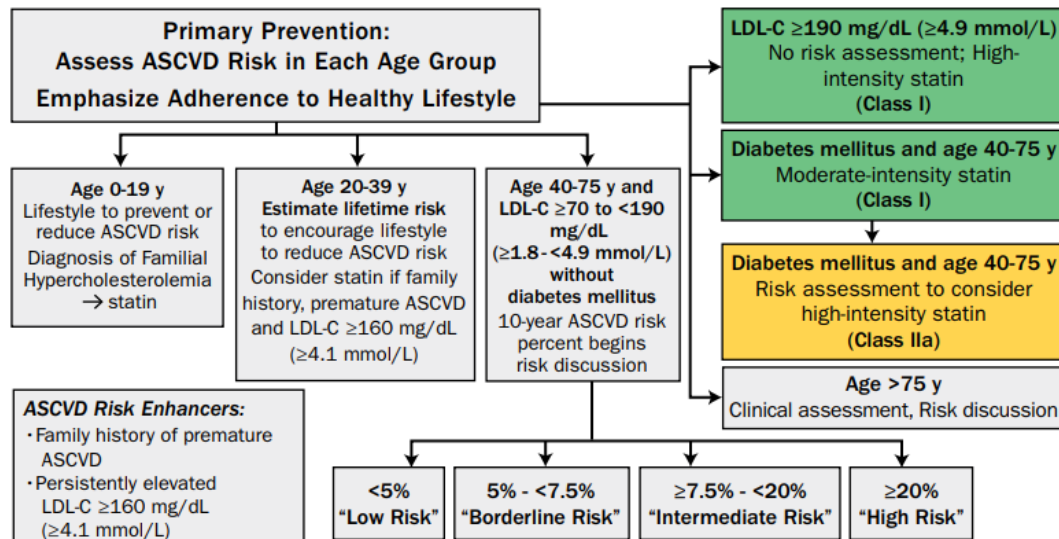 Primary Prevention:
Assess ASCVD Risk in Each Age Group
Emphasize Adherence to Healthy Lifestyle
LDL-C ≥190 mg/dL (≥4.9 mmol/L)
No risk assessment; High-
intensity statin
(Class I)
Diabetes mellitus and age 40-75 y
Moderate-intensity statin
(Class I)
Diabetes mellitus and age 40-75 y
Risk assessment to consider
high-intensity statin
(Class IIa)
Age >75 y
Clinical assessment, Risk discussion
Age 0-19 y
Lifestyle to prevent or
reduce ASCVD risk
Diagnosis of Familial
Hypercholesterolemia
→ statin
Age 20-39 y
Estimate lifetime risk
to encourage lifestyle
to reduce ASCVD risk
Consider statin if family
history, premature ASCVD
and LDL-C ≥160 mg/dL
(≥4.1 mmol/L)
Age 40-75 y and
LDL-C ≥70 to <190
mg/dL
(≥1.8-<4.9 mmol/L)
without
diabetes mellitus
10-year ASCVD risk
percent begins
risk discussion
ASCVD Risk Enhancers:
· Family history of premature
ASCVD
· Persistently elevated
LDL-C ≥160 mg/dL
(≥4.1 mmol/L)
<5%
"Low Risk"
5% - <7.5%
"Borderline Risk"
≥7.5% - <20%
"Intermediate Risk"
≥20%
"High Risk"